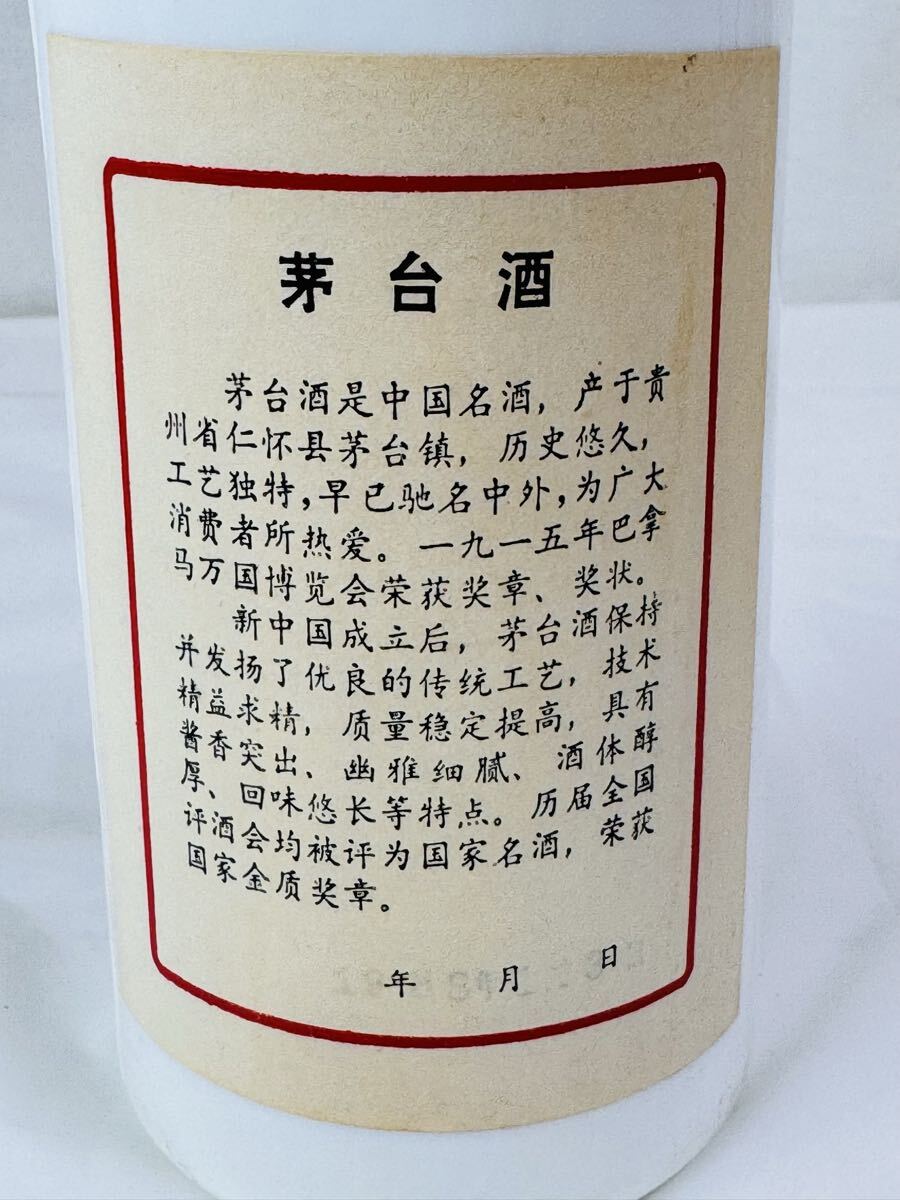 茅台酒
茅台酒是中国名酒，产于贵
州省仁怀县茅台镇，历史悠久，
工艺独特，早已驰名中外，为广大
消费者所热爱。一九一五年巴拿
马万国博览会荣获奖章、奖状。
新中国成立后，茅台酒保持
并发扬了优良的传统工艺，技术
精益求精，质量稳定提高，具有
酱香突出、幽雅细腻、酒体醇
厚、回味悠长等特点。历届全国
评酒会均被评为国家名酒，荣获
国家金质奖章。
年 月 日